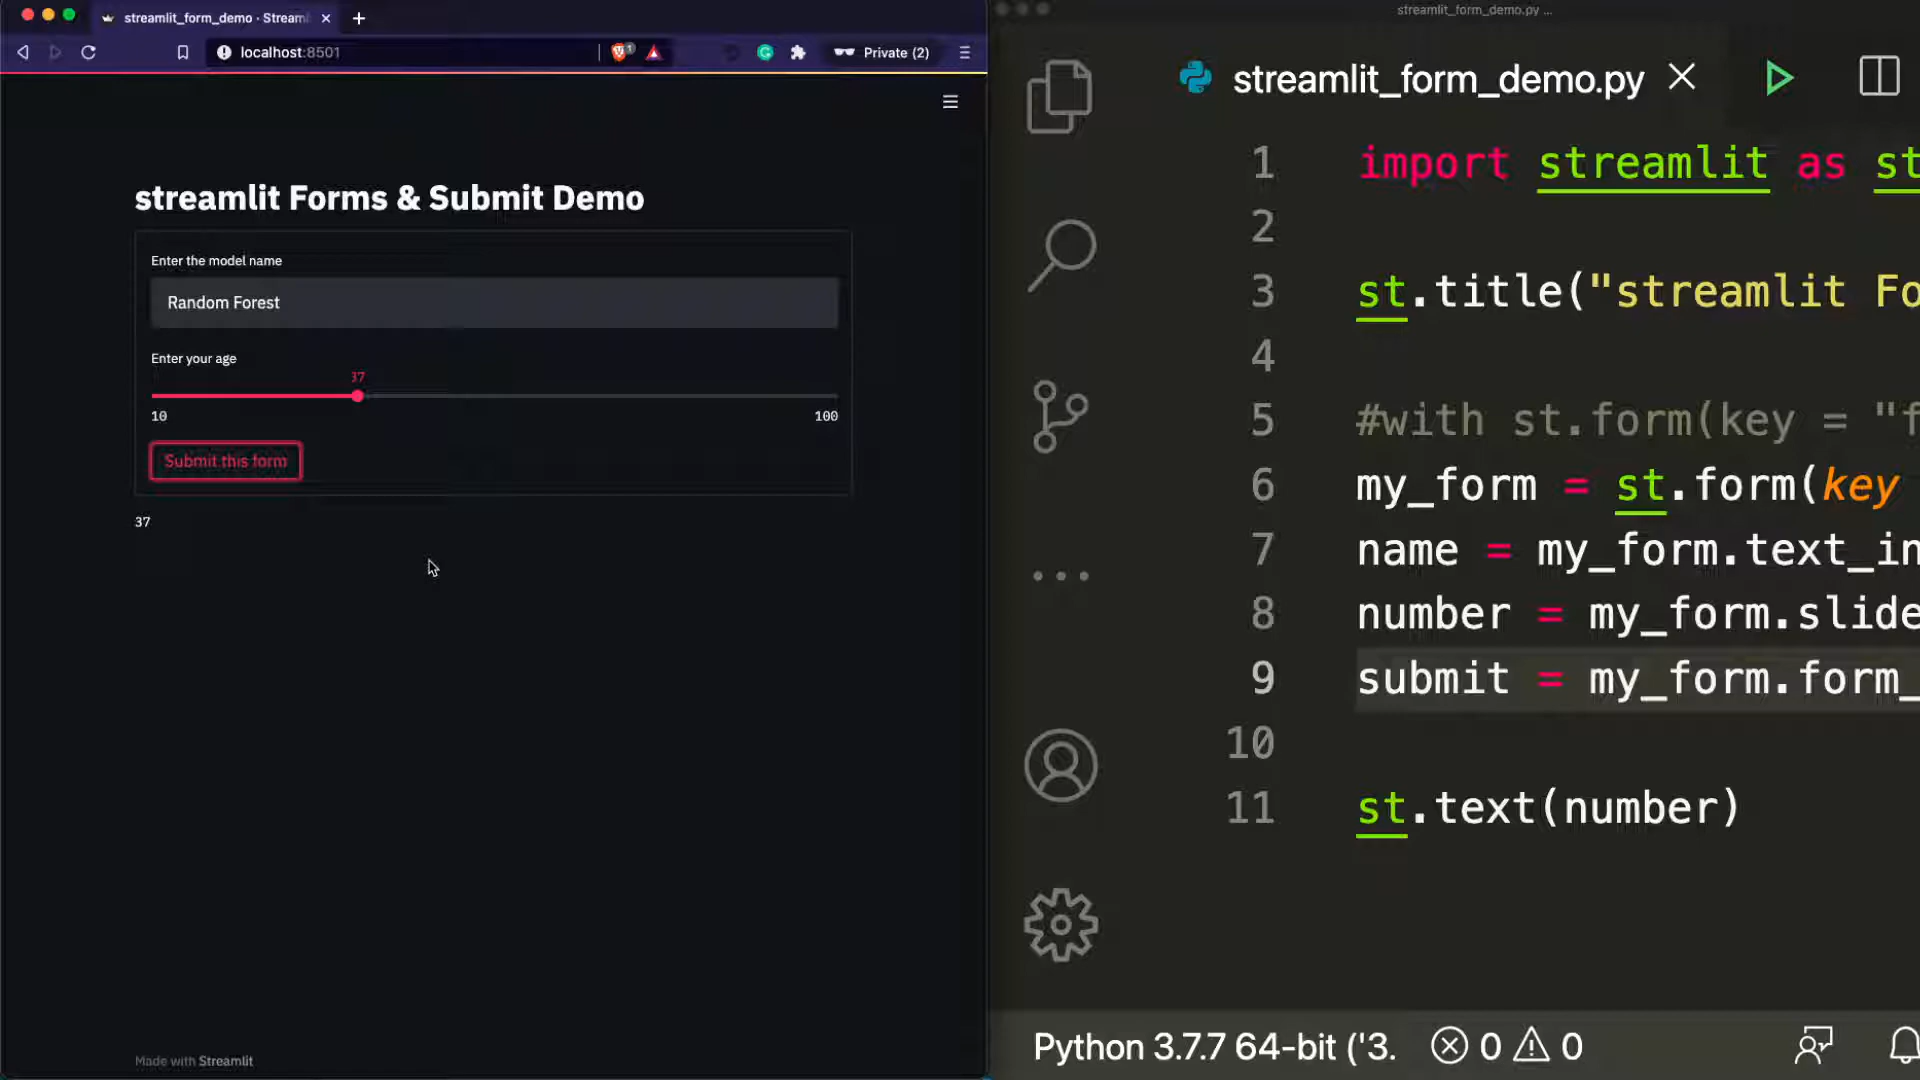 streamlit_form_demo · Streaml
localhost:8501
1
Private (2)
streamlit Forms & Submit Demo
Enter the model name
Random Forest
Enter your age
37
10
100
Submit this form
37
Made with Streamlit
streamlit_form_demo.py ...
streamlit_form_demo.py
1 import streamlit as st
2
3 st.title("streamlit Fo
4
5 #with st.form(key = "f
6 my_form = st.form(key
7 name = my_form.text_in
8 number = my_form.slide
9 submit = my_form.form_
10
11 st.text(number)
Python 3.7.7 64-bit ('3. 0 0